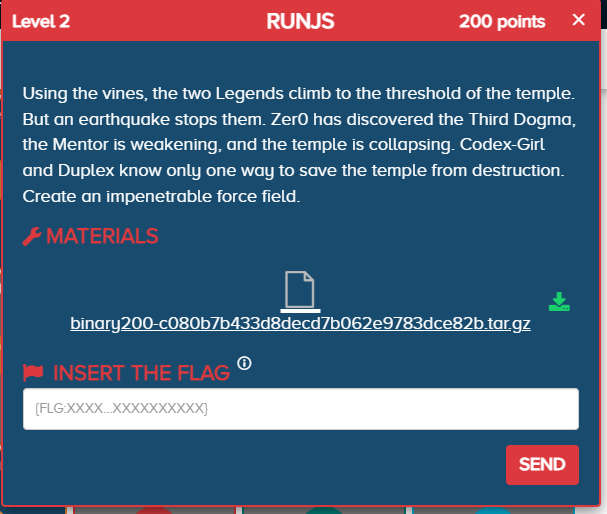 Level 2
RUNJS
200 points
×
Using the vines, the two Legends climb to the threshold of the temple.
But an earthquake stops them. Zer0 has discovered the Third Dogma,
the Mentor is weakening, and the temple is collapsing. Codex-Girl
and Duplex know only one way to save the temple from destruction.
Create an impenetrable force field.
MATERIALS
binary200-c080b7b433d8decd7b062e9783dce82b.tar.gz
INSERT THE FLAG
{FLG:XXXX...XXXXXXXXXX}
SEND